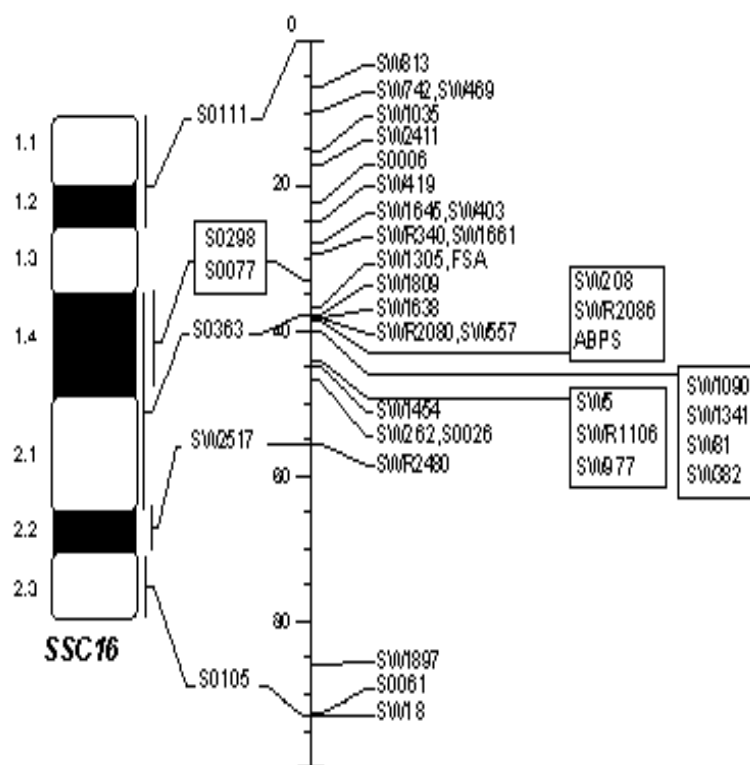 0
SW813
SW742,SW469
S0111
SW1035
1.1
SW2411
S0006
20
SW419
1.2
SW1645,SW403
S0298
SWR340,SW1661
1.3
S0077
SW1305,FSA
SW208
SW1809
SWR2086
SW1638
1.4
S0363
40
SWR2080,SW557
ABPS
SW1090
SW5
SW1454
SW1341
SW262,S0026
SWR1106
SW2517
SW81
2.1
SWR2480
SW977
SW382
60
2.2
2.3
80
SSC16
SW1897
S0105
S0061
SW18